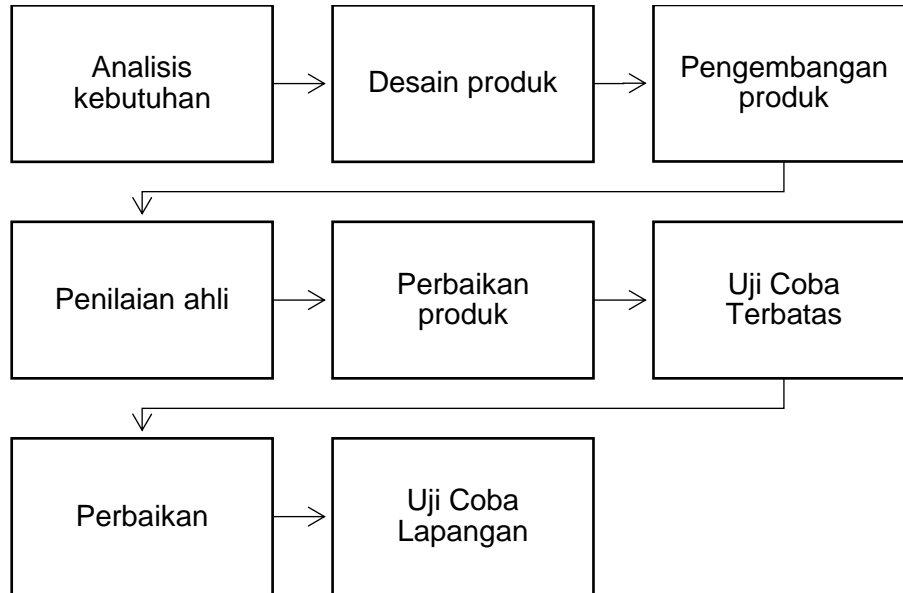 Analisis
kebutuhan
Desain produk
Pengembangan
produk
Penilaian ahli
Perbaikan
produk
Uji Coba
Terbatas
Perbaikan
Uji Coba
Lapangan